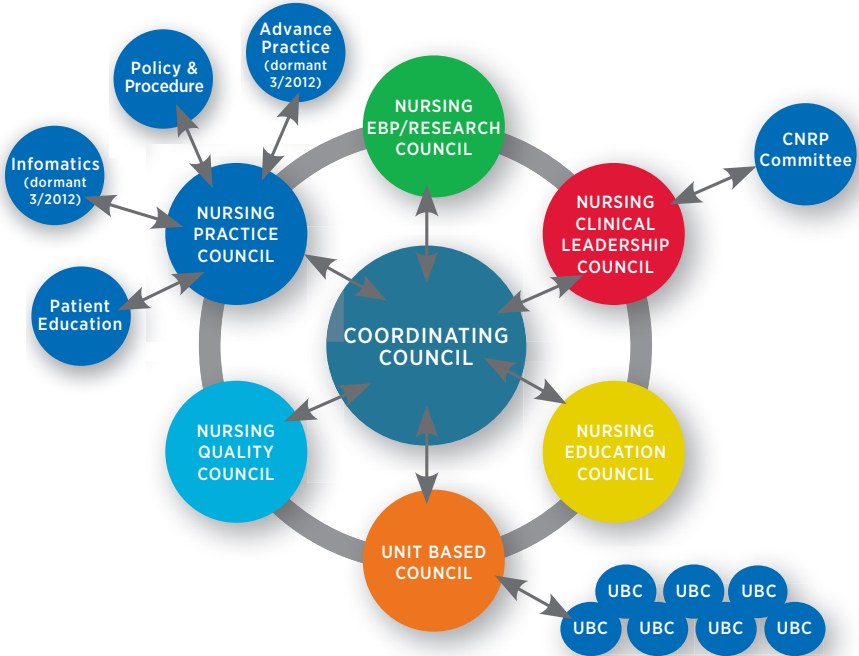 Advance
Practice
(dormant
3/2012)
Policy &
Procedure
Infomatics
(dormant
3/2012)
Patient
Education
NURSING
PRACTICE
COUNCIL
NURSING
EBP/RESEARCH
COUNCIL
NURSING
CLINICAL
LEADERSHIP
COUNCIL
CNRP
Committee
COORDINATING
COUNCIL
NURSING
QUALITY
COUNCIL
NURSING
EDUCATION
COUNCIL
UNIT BASED
COUNCIL
UBC
UBC
UBC
UBC
UBC
UBC
UBC